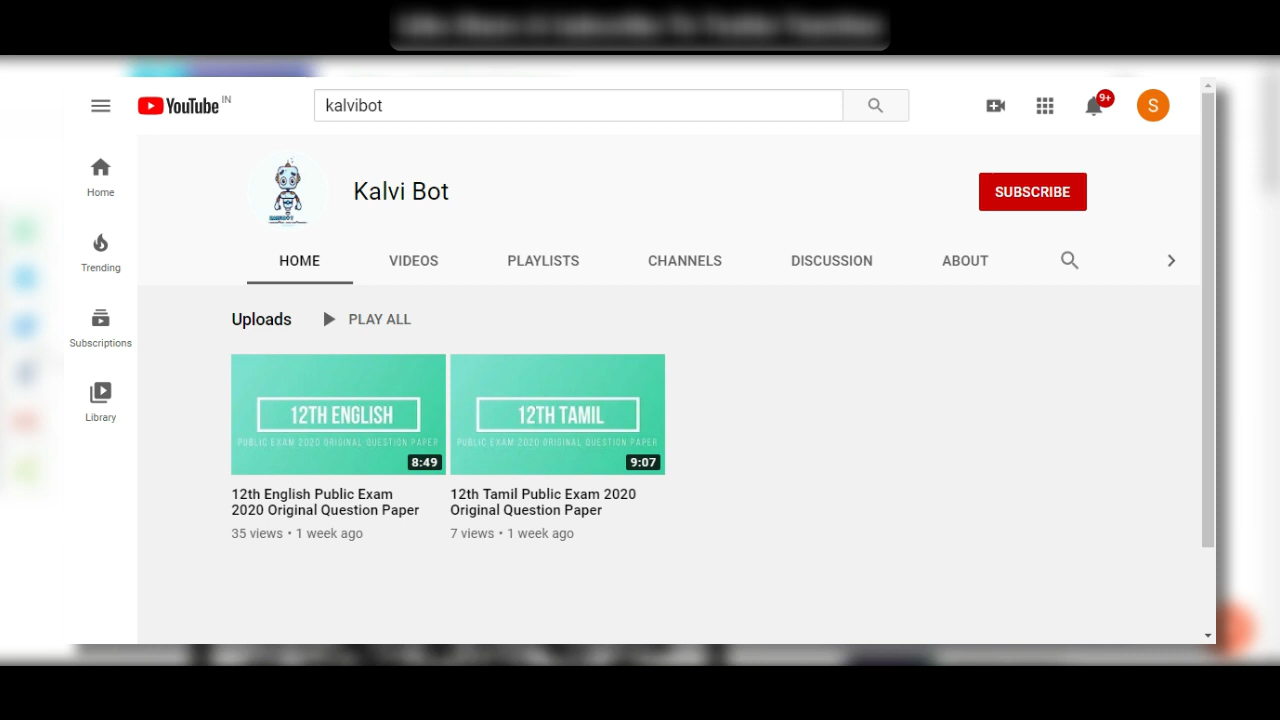 YouTube IN
kalvibot
9+
S
Home
Trending
Subscriptions
Library
Kalvi Bot
SUBSCRIBE
HOME VIDEOS PLAYLISTS CHANNELS DISCUSSION ABOUT
Uploads PLAY ALL
12TH ENGLISH
PUBLIC EXAM 2020 ORIGINAL QUESTION PAPER
8:49
12th English Public Exam
2020 Original Question Paper
35 views • 1 week ago
12TH TAMIL
PUBLIC EXAM 2020 ORIGINAL QUESTION PAPER
9:07
12th Tamil Public Exam 2020
Original Question Paper
7 views • 1 week ago